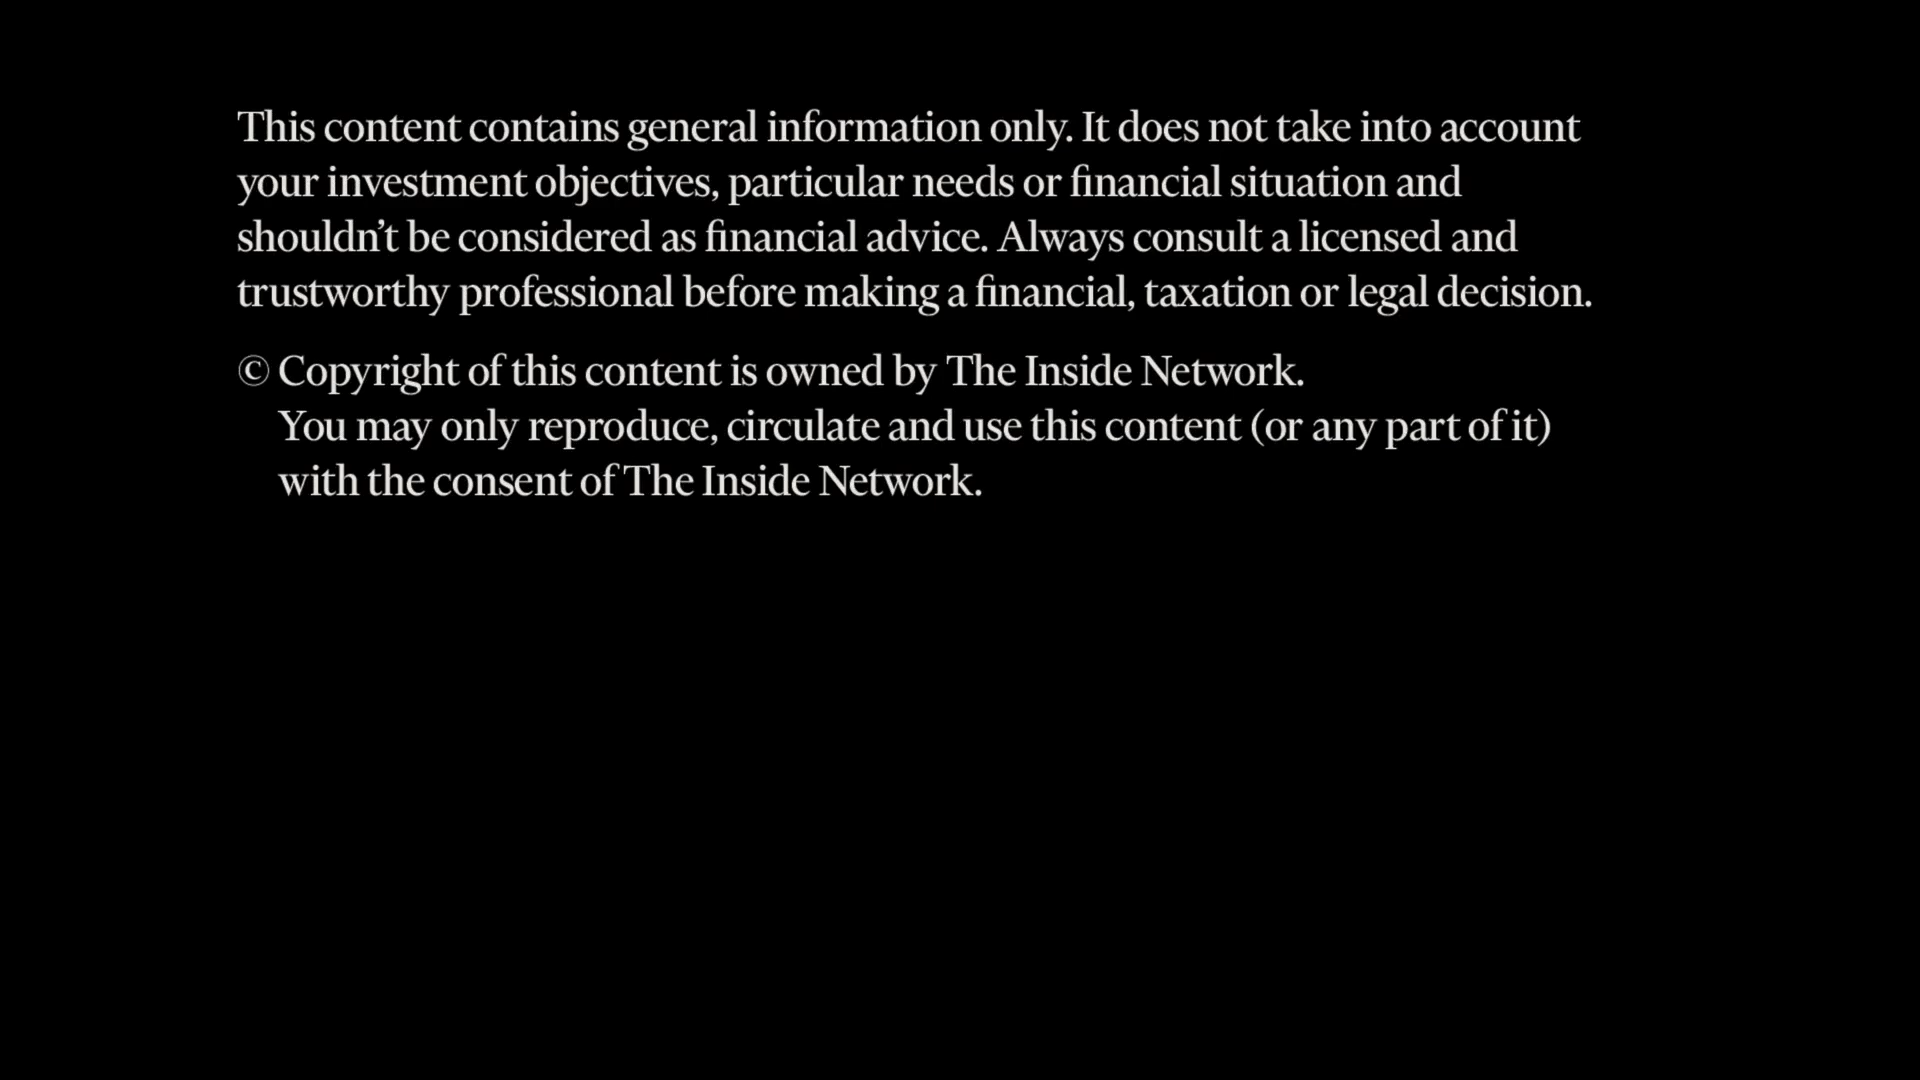 This content contains general information only. It does not take into account
your investment objectives, particular needs or financial situation and
shouldn’t be considered as financial advice. Always consult a licensed and
trustworthy professional before making a financial, taxation or legal decision.
© Copyright of this content is owned by The Inside Network.
You may only reproduce, circulate and use this content (or any part of it)
with the consent of The Inside Network.